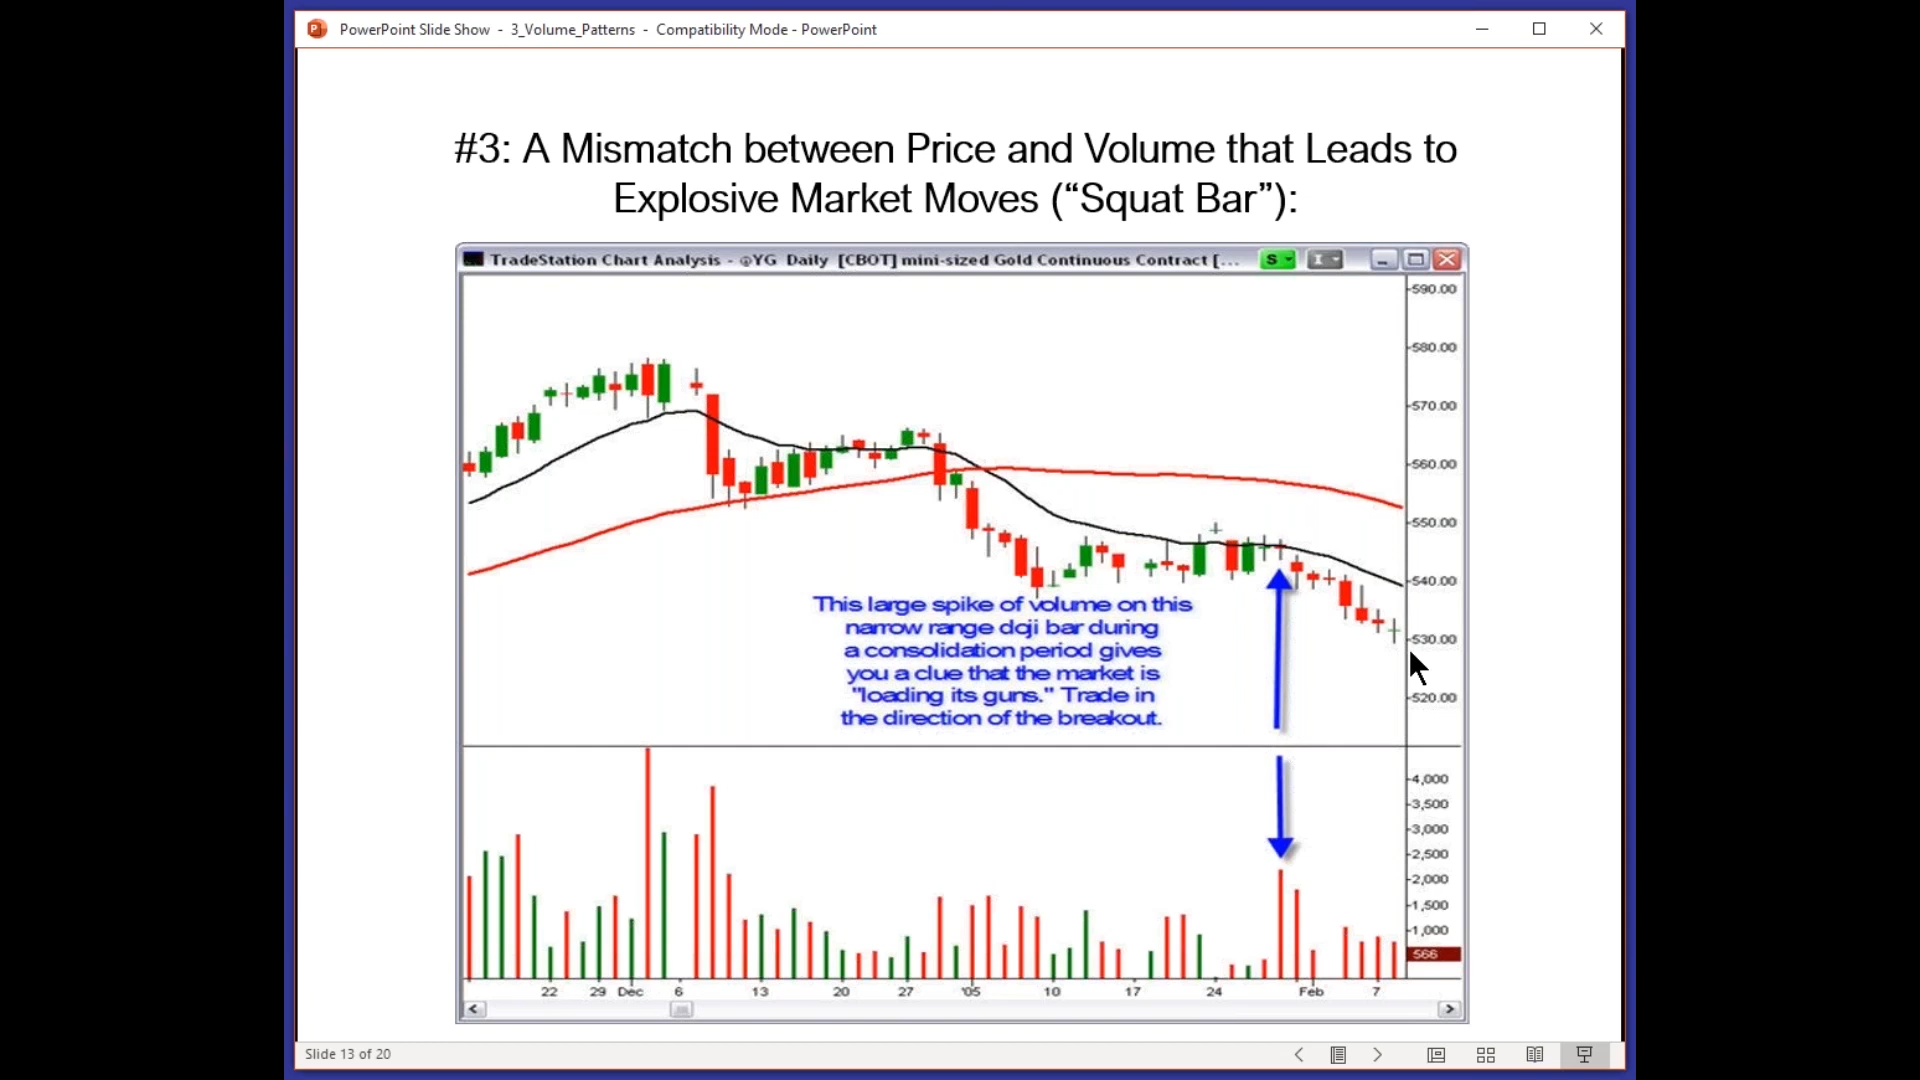 PowerPoint Slide Show - 3_Volume_Patterns - Compatibility Mode - PowerPoint
#3: A Mismatch between Price and Volume that Leads to
Explosive Market Moves (“Squat Bar”):
TradeStation Chart Analysis - @YG Daily [CBOT] mini-sized Gold Continuous Contract [...
S
I
590.00
580.00
570.00
560.00
550.00
540.00
530.00
520.00
This large spike of volume on this
narrow range doji bar during
a consolidation period gives
you a clue that the market is
"loading its guns." Trade in
the direction of the breakout.
4,000
3,500
3,000
2,500
2,000
1,500
1,000
566
22 29 Dec 6 13 20 27 '05 10 17 24 Feb 7
Slide 13 of 20